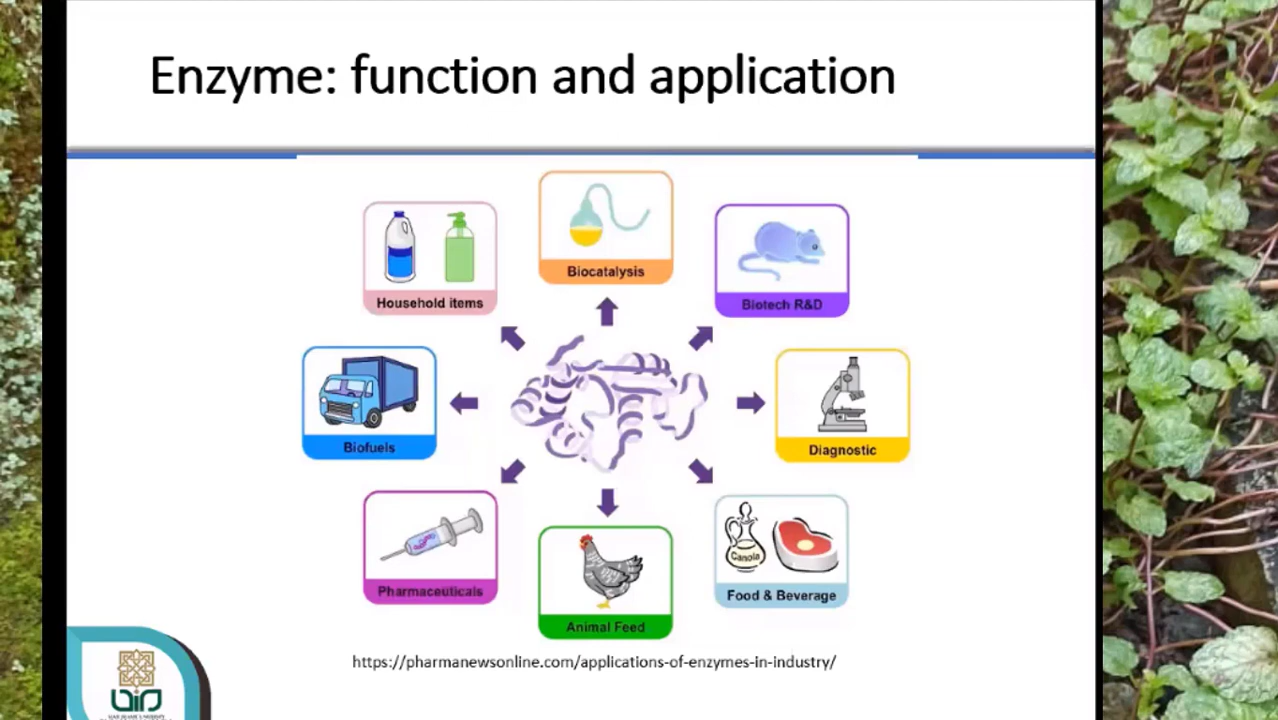 Enzyme: function and application
Biocatalysis
Household items
Biotech R&D
Biofuels
Diagnostic
Canola
Pharmaceuticals
Food & Beverage
Animal Feed
https://pharmanewsonline.com/applications-of-enzymes-in-industry/